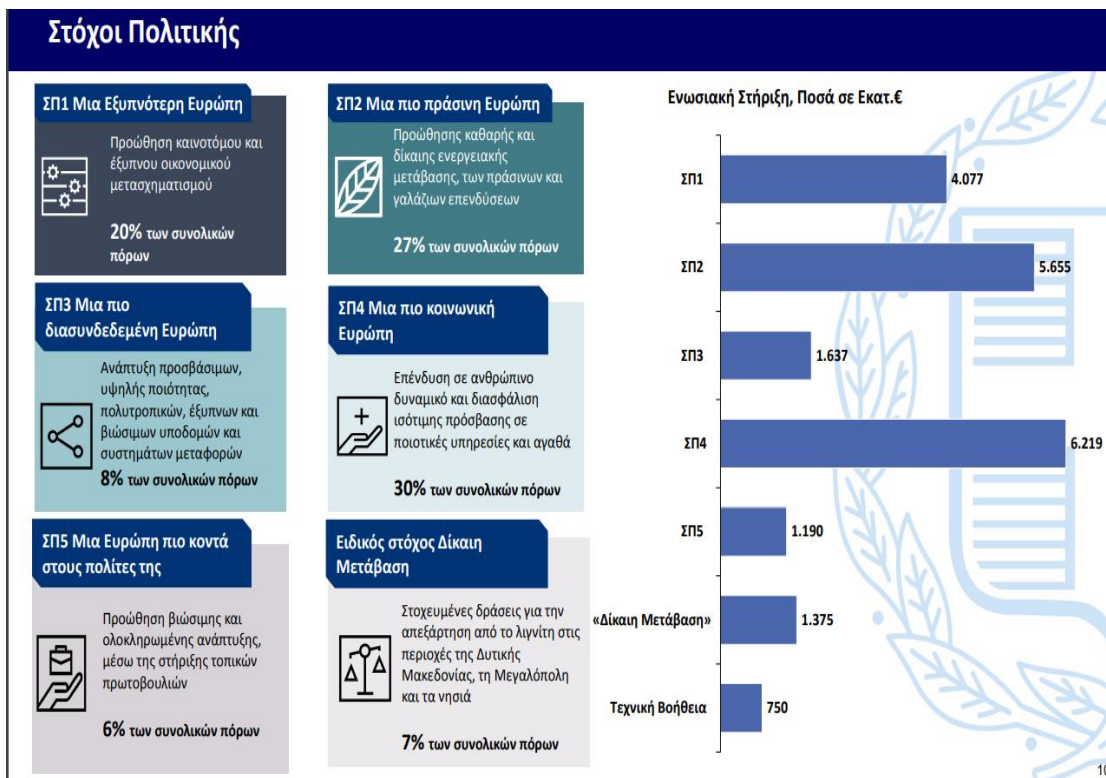 Στόχοι Πολιτικής
ΣΠ1 Μια Εξυπνότερη Ευρώπη
Προώθηση καινοτόμου και
έξυπνου οικονομικού
μετασχηματισμού
20% των συνολικών
πόρων
ΣΠ2 Μια πιο πράσινη Ευρώπη
Προώθησης καθαρής και
δίκαιης ενεργειακής
μετάβασης, των πράσινων και
γαλάζιων επενδύσεων
27% των συνολικών πόρων
ΣΠ3 Μια πιο
διασυνδεδεμένη Ευρώπη
Ανάπτυξη προσβάσιμων,
υψηλής ποιότητας,
πολυτροπικών, έξυπνων και
βιώσιμων υποδομών και
συστημάτων μεταφορών
8% των συνολικών πόρων
ΣΠ4 Μια πιο κοινωνική
Ευρώπη
Επένδυση σε ανθρώπινο
δυναμικό και διασφάλιση
ισότιμης πρόσβασης σε
ποιοτικές υπηρεσίες και αγαθά
30% των συνολικών πόρων
ΣΠ5 Μια Ευρώπη πιο κοντά
στους πολίτες της
Προώθηση βιώσιμης και
ολοκληρωμένης ανάπτυξης,
μέσω της στήριξης τοπικών
πρωτοβουλιών
6% των συνολικών πόρων
Ειδικός στόχος Δίκαιη
Μετάβαση
Στοχευμένες δράσεις για την
απεξάρτηση από το λιγνίτη στις
περιοχές της Δυτικής
Μακεδονίας, τη Μεγαλόπολη
και τα νησιά
7% των συνολικών πόρων
Ενωσιακή Στήριξη, Ποσά σε Εκατ.€
ΣΠ1 4.077
ΣΠ2 5.655
ΣΠ3 1.637
ΣΠ4 6.219
ΣΠ5 1.190
«Δίκαιη Μετάβαση» 1.375
Τεχνική Βοήθεια 750
10